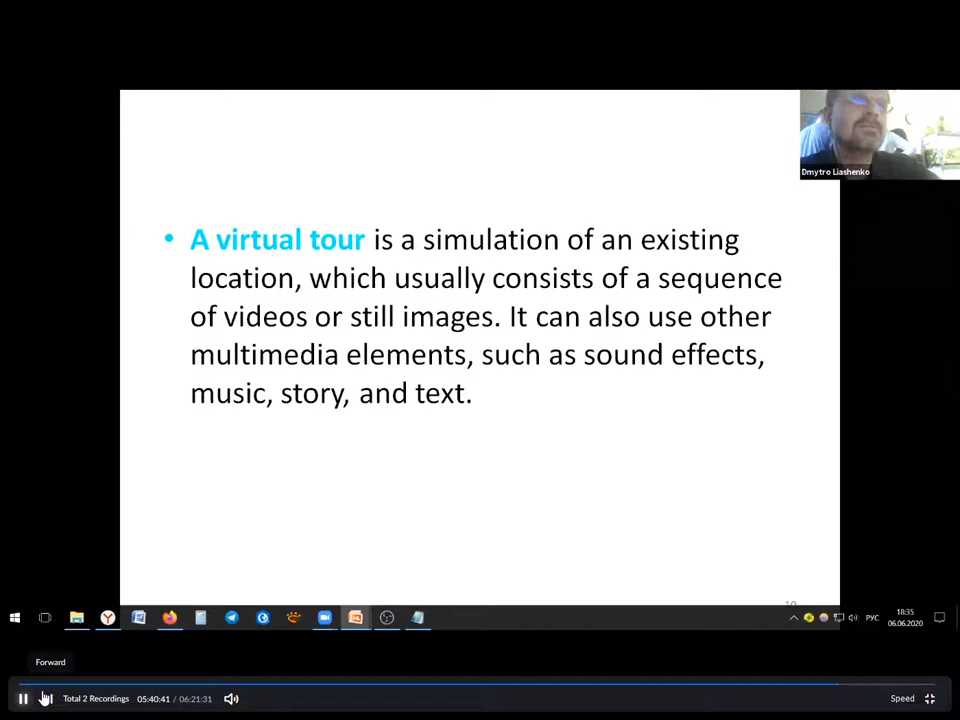 Dmytro Liashenko
• A virtual tour is a simulation of an existing
location, which usually consists of a sequence
of videos or still images. It can also use other
multimedia elements, such as sound effects,
music, story, and text.
18:35
РУС
06.06.2020
Forward
Total 2 Recordings 05:40:41 / 06:21:31 Speed